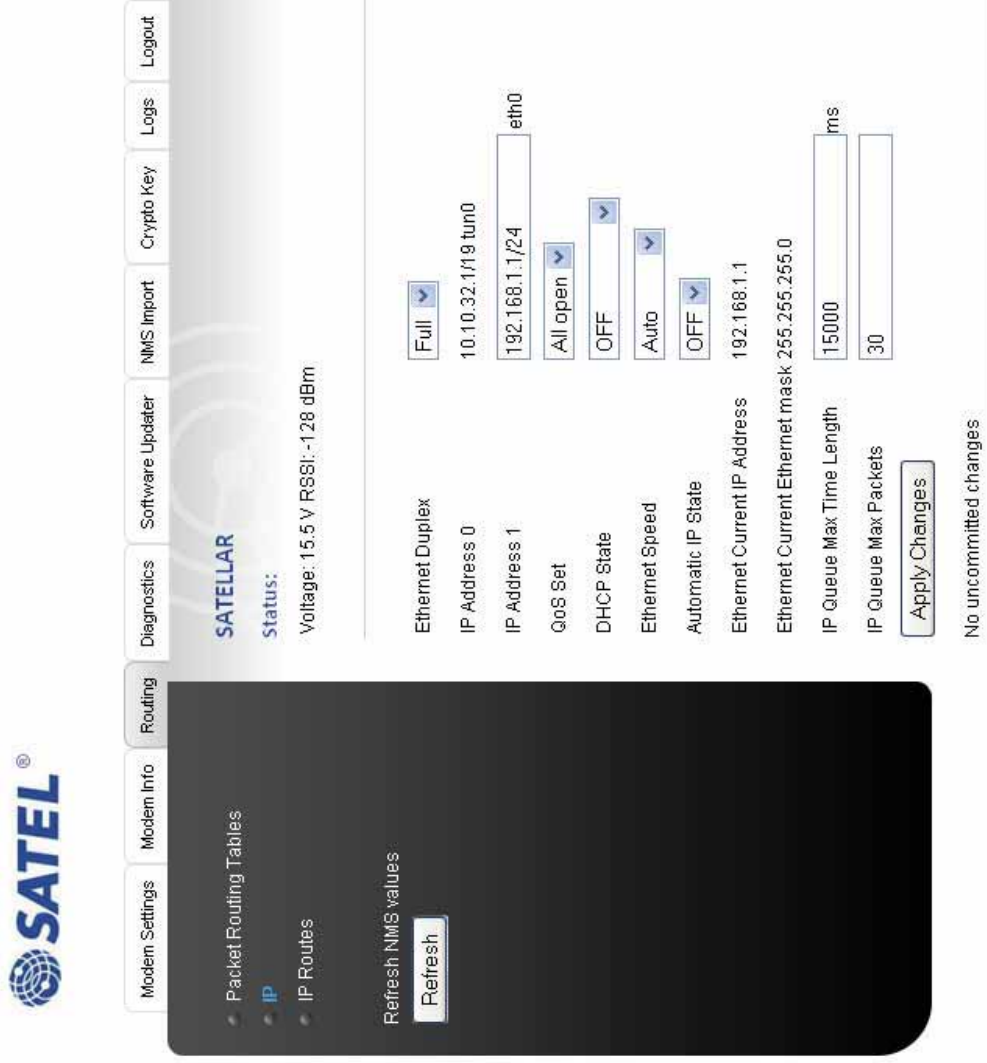 SATEL®
Modem Settings Modem Info Routing Diagnostics Software Updater NMS Import Crypto Key Logs Logout
Packet Routing Tables
IP
IP Routes
Refresh NMS values
Refresh
SATELLAR
Status:
Voltage: 15.5 V RSSI: -128 dBm
Ethernet Duplex Full
IP Address 0 10.10.32.1/19 tun0
IP Address 1 192.168.1.1/24 eth0
QoS Set All open
DHCP State OFF
Ethernet Speed Auto
Automatic IP State OFF
Ethernet Current IP Address 192.168.1.1
Ethernet Current Ethernet mask 255.255.255.0
IP Queue Max Time Length 15000 ms
IP Queue Max Packets 30
Apply Changes
No uncommitted changes